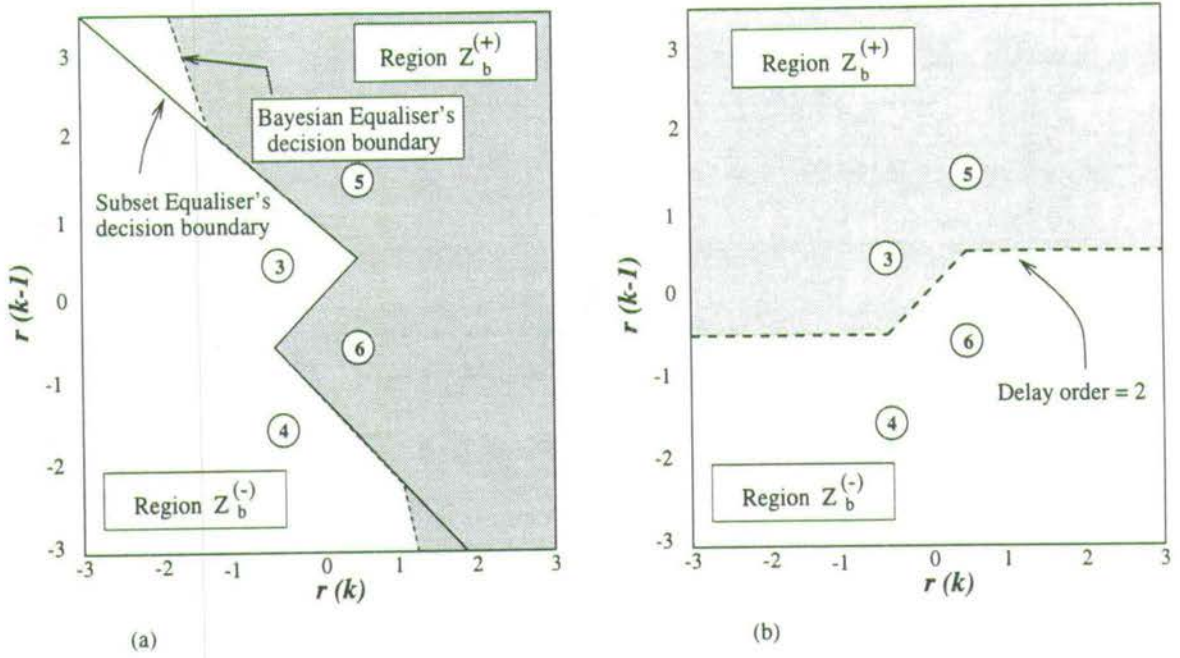 Region Z_b^(+)
Bayesian Equaliser's
decision boundary
Subset Equaliser's
decision boundary
5
3
6
4
Region Z_b^(-)
3
2
1
0
-1
-2
-3
r (k-1)
-3
-2
-1
0
1
2
3
r (k)
(a)
Region Z_b^(+)
5
3
6
4
Delay order = 2
Region Z_b^(-)
3
2
1
0
-1
-2
-3
r (k-1)
-3
-2
-1
0
1
2
3
r (k)
(b)